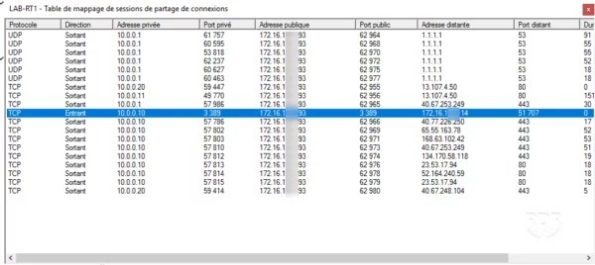 LAB-RT1 - Table de mappage de sessions de partage de connexions
Protocole Direction Adresse privée Port privé Adresse publique Port public Adresse distante Port distant Dur
UDP Sortant 10.0.0.1 61 757 172.16.1 93 62 964 1.1.1.1 53 91
UDP Sortant 10.0.0.1 60 595 172.16.1 93 62 968 1.1.1.1 53 55
UDP Sortant 10.0.0.1 53 818 172.16.1 93 62 970 1.1.1.1 53 55
UDP Sortant 10.0.0.1 62 237 172.16.1 93 62 972 1.1.1.1 53 52
UDP Sortant 10.0.0.1 60 627 172.16.1 93 62 975 1.1.1.1 53 18
UDP Sortant 10.0.0.1 60 463 172.16.1 93 62 977 1.1.1.1 53 18
TCP Sortant 10.0.0.20 59 447 172.16.1 93 62 955 13.107.4.50 80 0
TCP Sortant 10.0.0.11 49 770 172.16.1 93 62 956 13.107.4.50 80 151
TCP Sortant 10.0.0.1 57 986 172.16.1 93 62 965 40.67.253.249 443 30
TCP Entrant 10.0.0.10 3 389 172.16.1 93 3 389 172.16.1 14 51 707 0
TCP Sortant 10.0.0.10 57 786 172.16.1 93 62 966 40.77.226.250 443 17
TCP Sortant 10.0.0.10 57 802 172.16.1 93 62 969 65.55.163.78 443 52
TCP Sortant 10.0.0.10 57 803 172.16.1 93 62 971 168.63.102.42 443 53
TCP Sortant 10.0.0.10 57 810 172.16.1 93 62 973 40.67.253.249 443 51
TCP Sortant 10.0.0.10 57 812 172.16.1 93 62 974 134.170.58.118 443 19
TCP Sortant 10.0.0.10 57 813 172.16.1 93 62 976 23.53.17.94 80 18
TCP Sortant 10.0.0.10 57 814 172.16.1 93 62 978 52.164.240.59 80 18
TCP Sortant 10.0.0.10 57 815 172.16.1 93 62 979 23.53.17.94 80 18
TCP Sortant 10.0.0.20 59 414 172.16.1 93 62 980 40.67.248.104 443 5